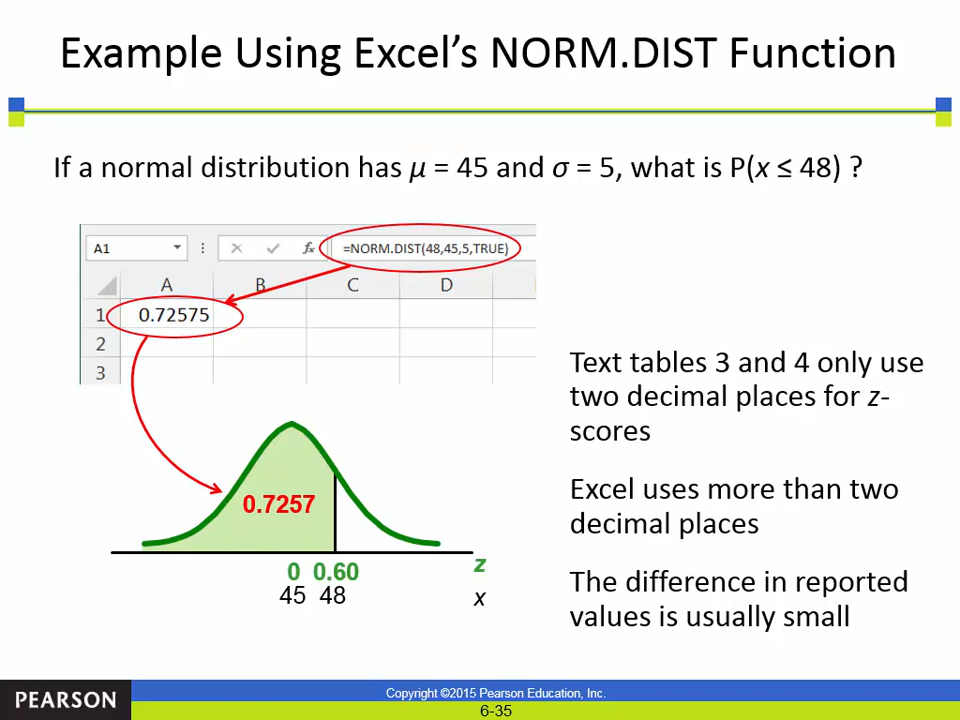 Example Using Excel's NORM.DIST Function
If a normal distribution has μ = 45 and σ = 5, what is P(x ≤ 48) ?
A1 fx =NORM.DIST(48,45,5,TRUE)
A B C D
1 0.72575
2
3
Text tables 3 and 4 only use
two decimal places for z-
scores
Excel uses more than two
decimal places
The difference in reported
values is usually small
0.7257
0 0.60 z
45 48 x
PEARSON
Copyright ©2015 Pearson Education, Inc.
6-35